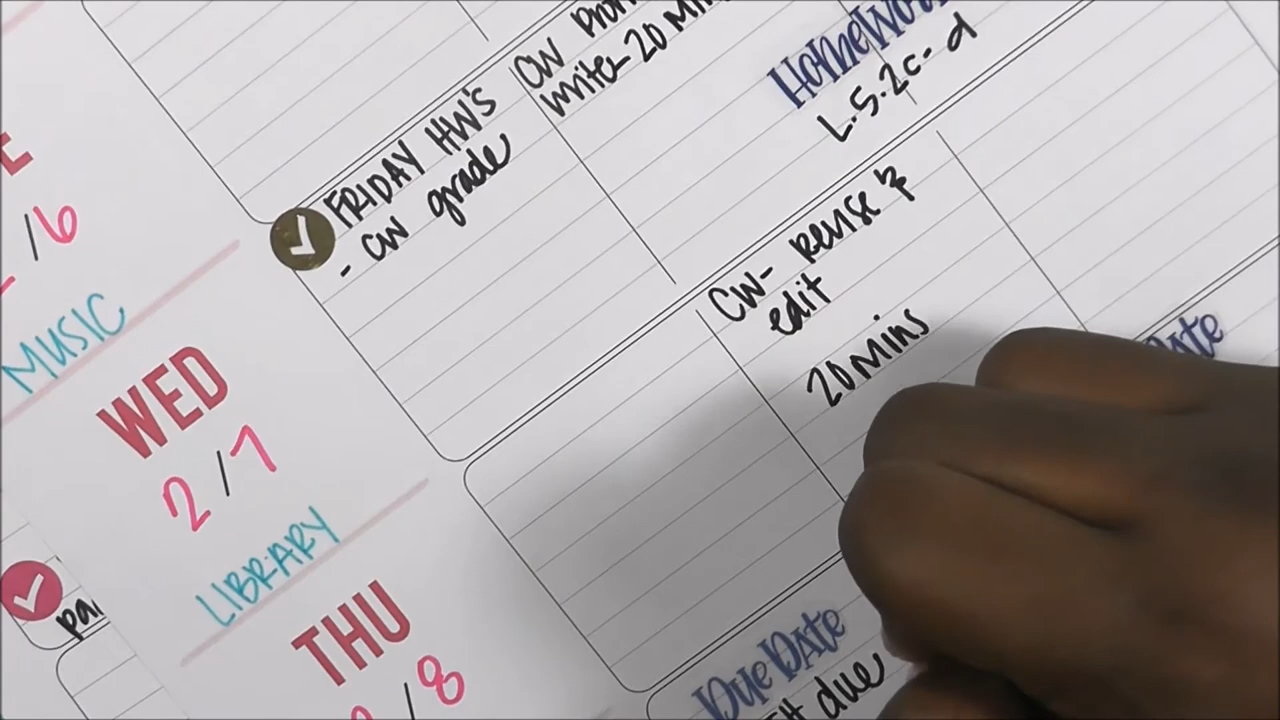 E
/6
MUSIC
WED
2/7
LIBRARY
THU
/8
FRIDAY HW'S
- CW grade
CW
write 20 min
HOMEWORK
L.5.2c-d
CW- revise &
edit
20 mins
Date
Due Date
due